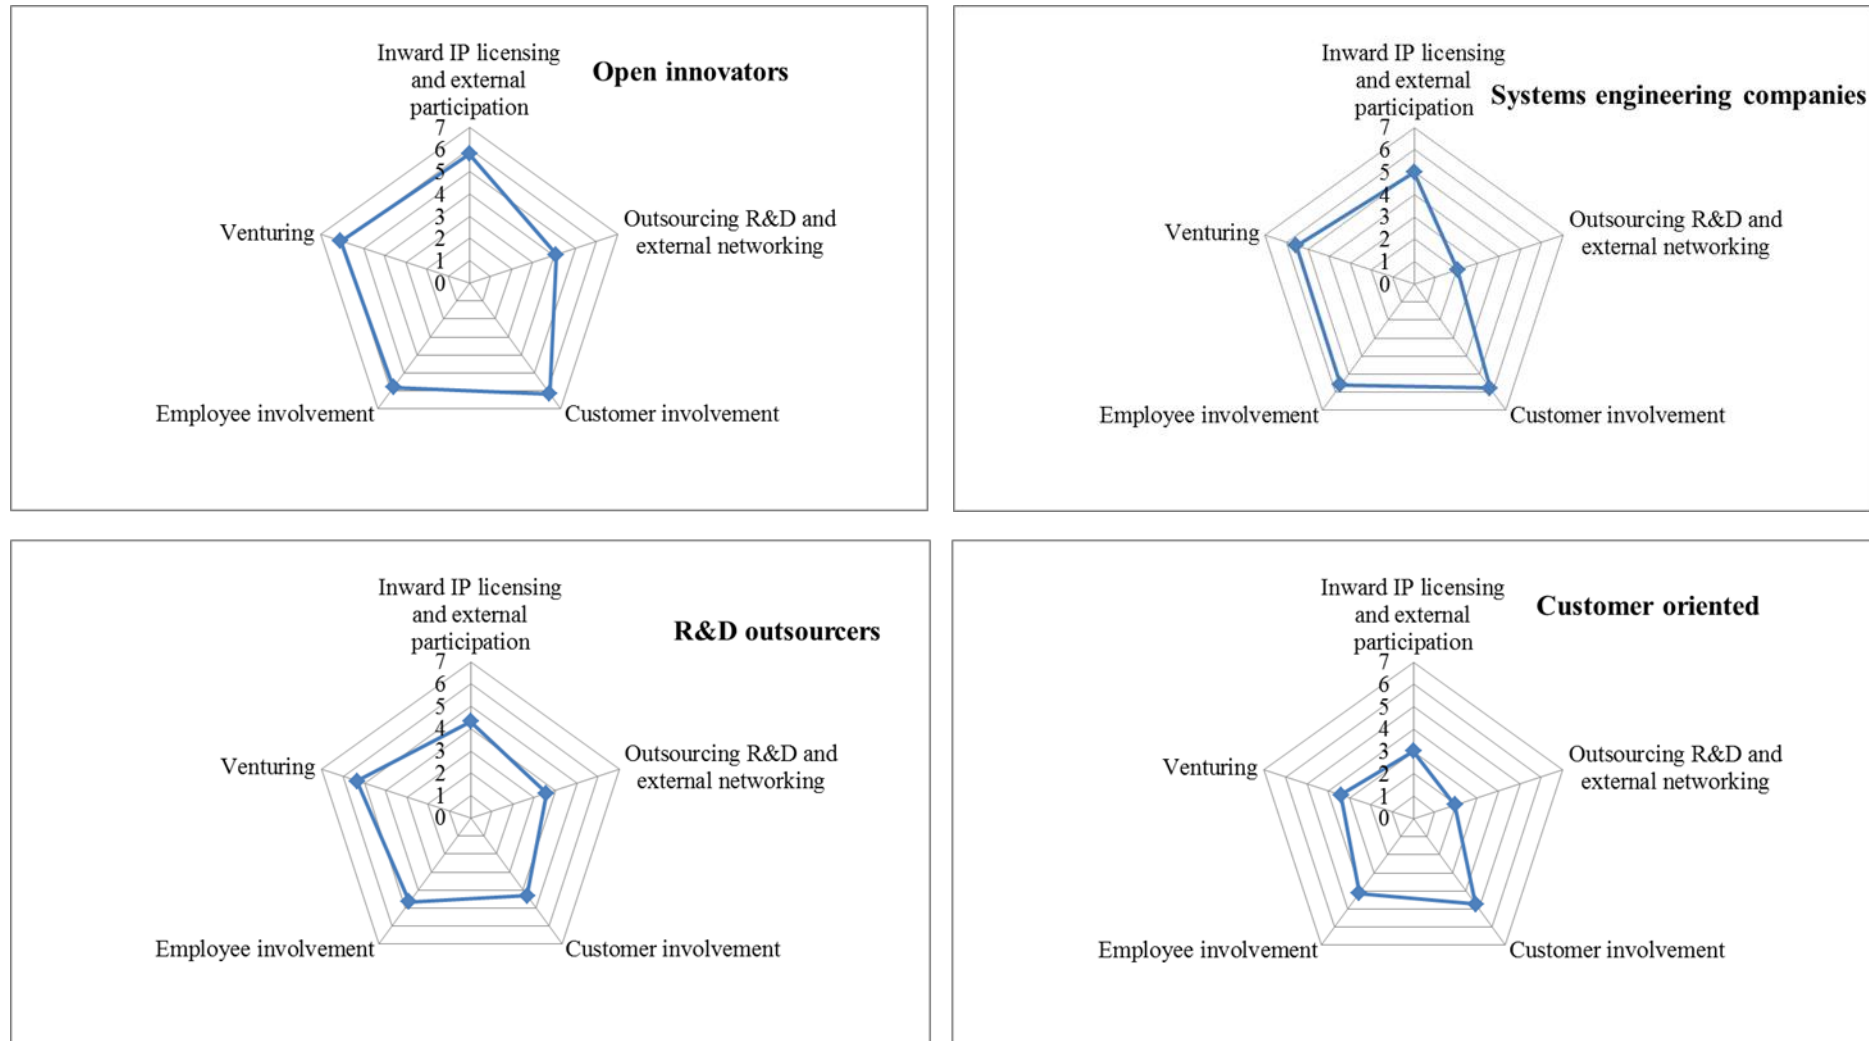 Inward IP licensing
and external
participation
Open innovators
7
6
5
4
3
2
1
0
Outsourcing R&D and
external networking
Customer involvement
Employee involvement
Venturing
Inward IP licensing
and external
participation
Systems engineering companies
7
6
5
4
3
2
1
0
Outsourcing R&D and
external networking
Customer involvement
Employee involvement
Venturing
Inward IP licensing
and external
participation
R&D outsourcers
7
6
5
4
3
2
1
0
Outsourcing R&D and
external networking
Customer involvement
Employee involvement
Venturing
Inward IP licensing
and external
participation
Customer oriented
7
6
5
4
3
2
1
0
Outsourcing R&D and
external networking
Customer involvement
Employee involvement
Venturing